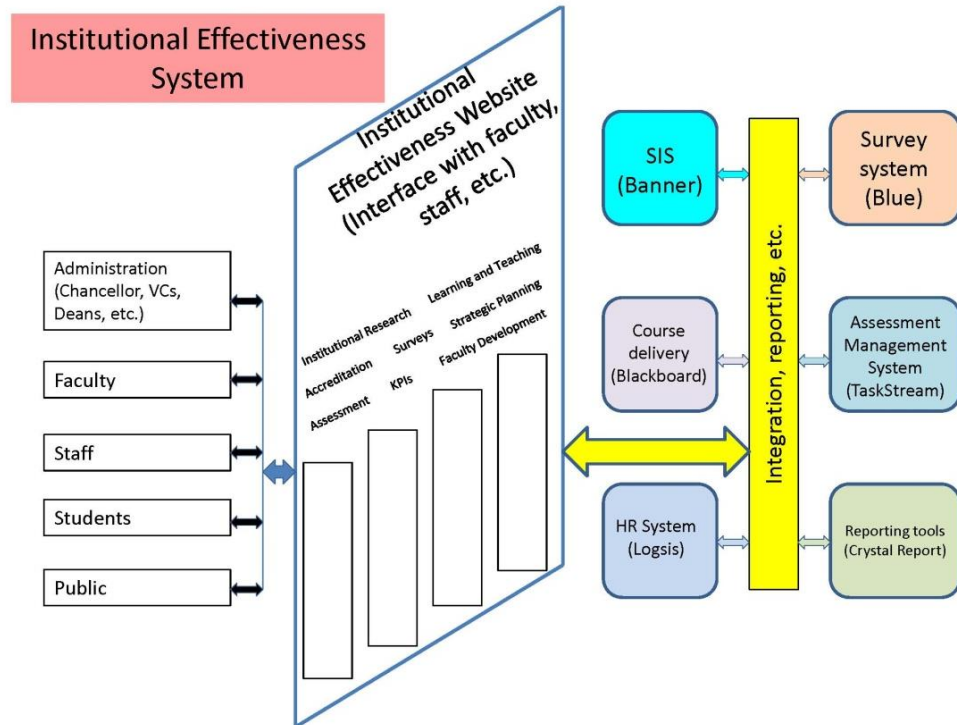 Institutional Effectiveness
System
Institutional
Effectiveness Website
(Interface with faculty,
staff, etc.)
Institutional Research
Learning and Teaching
Accreditation
Surveys
Strategic Planning
Assessment
KPIs
Faculty Development
Administration
(Chancellor, VCs,
Deans, etc.)
Faculty
Staff
Students
Public
SIS
(Banner)
Course
delivery
(Blackboard)
HR System
(Logsis)
Integration, reporting, etc.
Survey
system
(Blue)
Assessment
Management
System
(TaskStream)
Reporting tools
(Crystal Report)